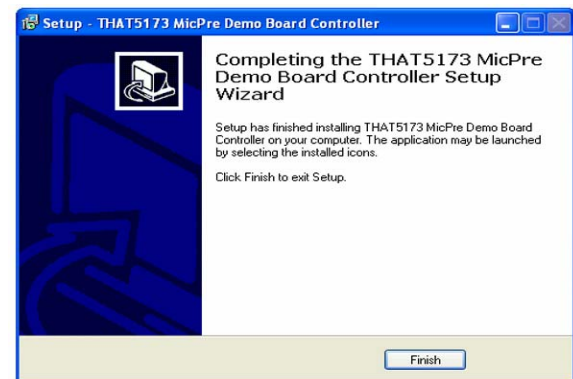 Setup - THAT5173 MicPre Demo Board Controller
Completing the THAT5173 MicPre
Demo Board Controller Setup
Wizard
Setup has finished installing THAT5173 MicPre Demo Board
Controller on your computer. The application may be launched
by selecting the installed icons.
Click Finish to exit Setup.
Finish